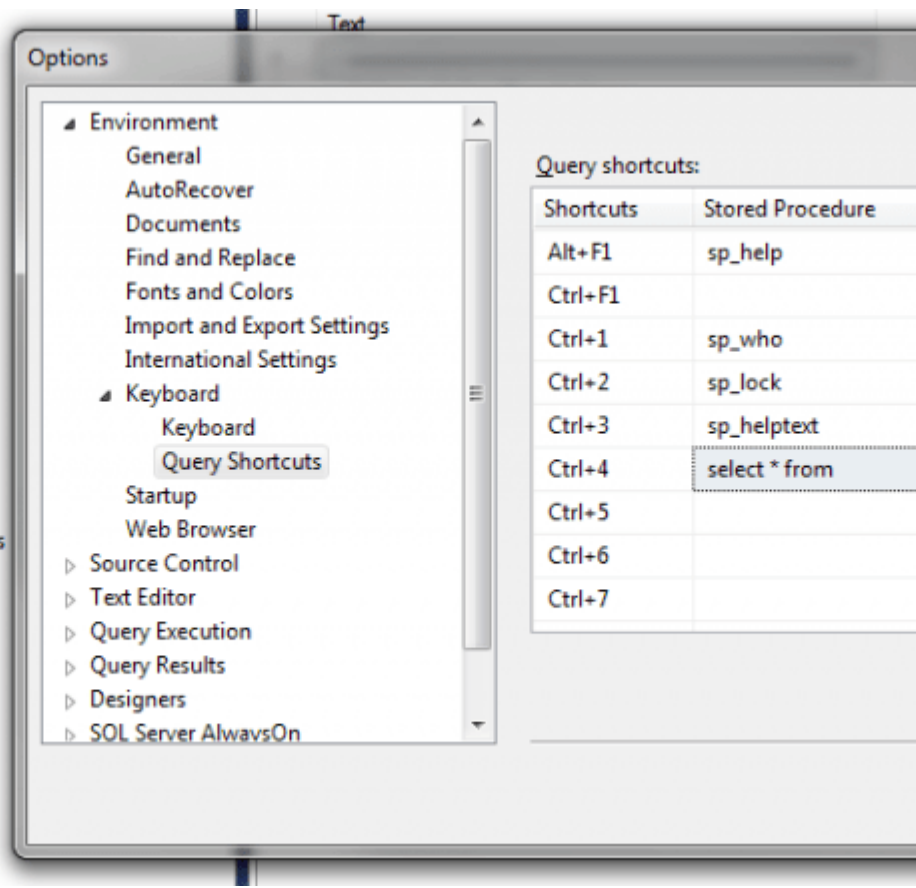 Text
Options
Environment
General
AutoRecover
Documents
Find and Replace
Fonts and Colors
Import and Export Settings
International Settings
Keyboard
Keyboard
Query Shortcuts
Startup
Web Browser
Source Control
Text Editor
Query Execution
Query Results
Designers
SQL Server AlwaysOn
Query shortcuts:
Shortcuts Stored Procedure
Alt+F1 sp_help
Ctrl+F1
Ctrl+1 sp_who
Ctrl+2 sp_lock
Ctrl+3 sp_helptext
Ctrl+4 select * from
Ctrl+5
Ctrl+6
Ctrl+7
s